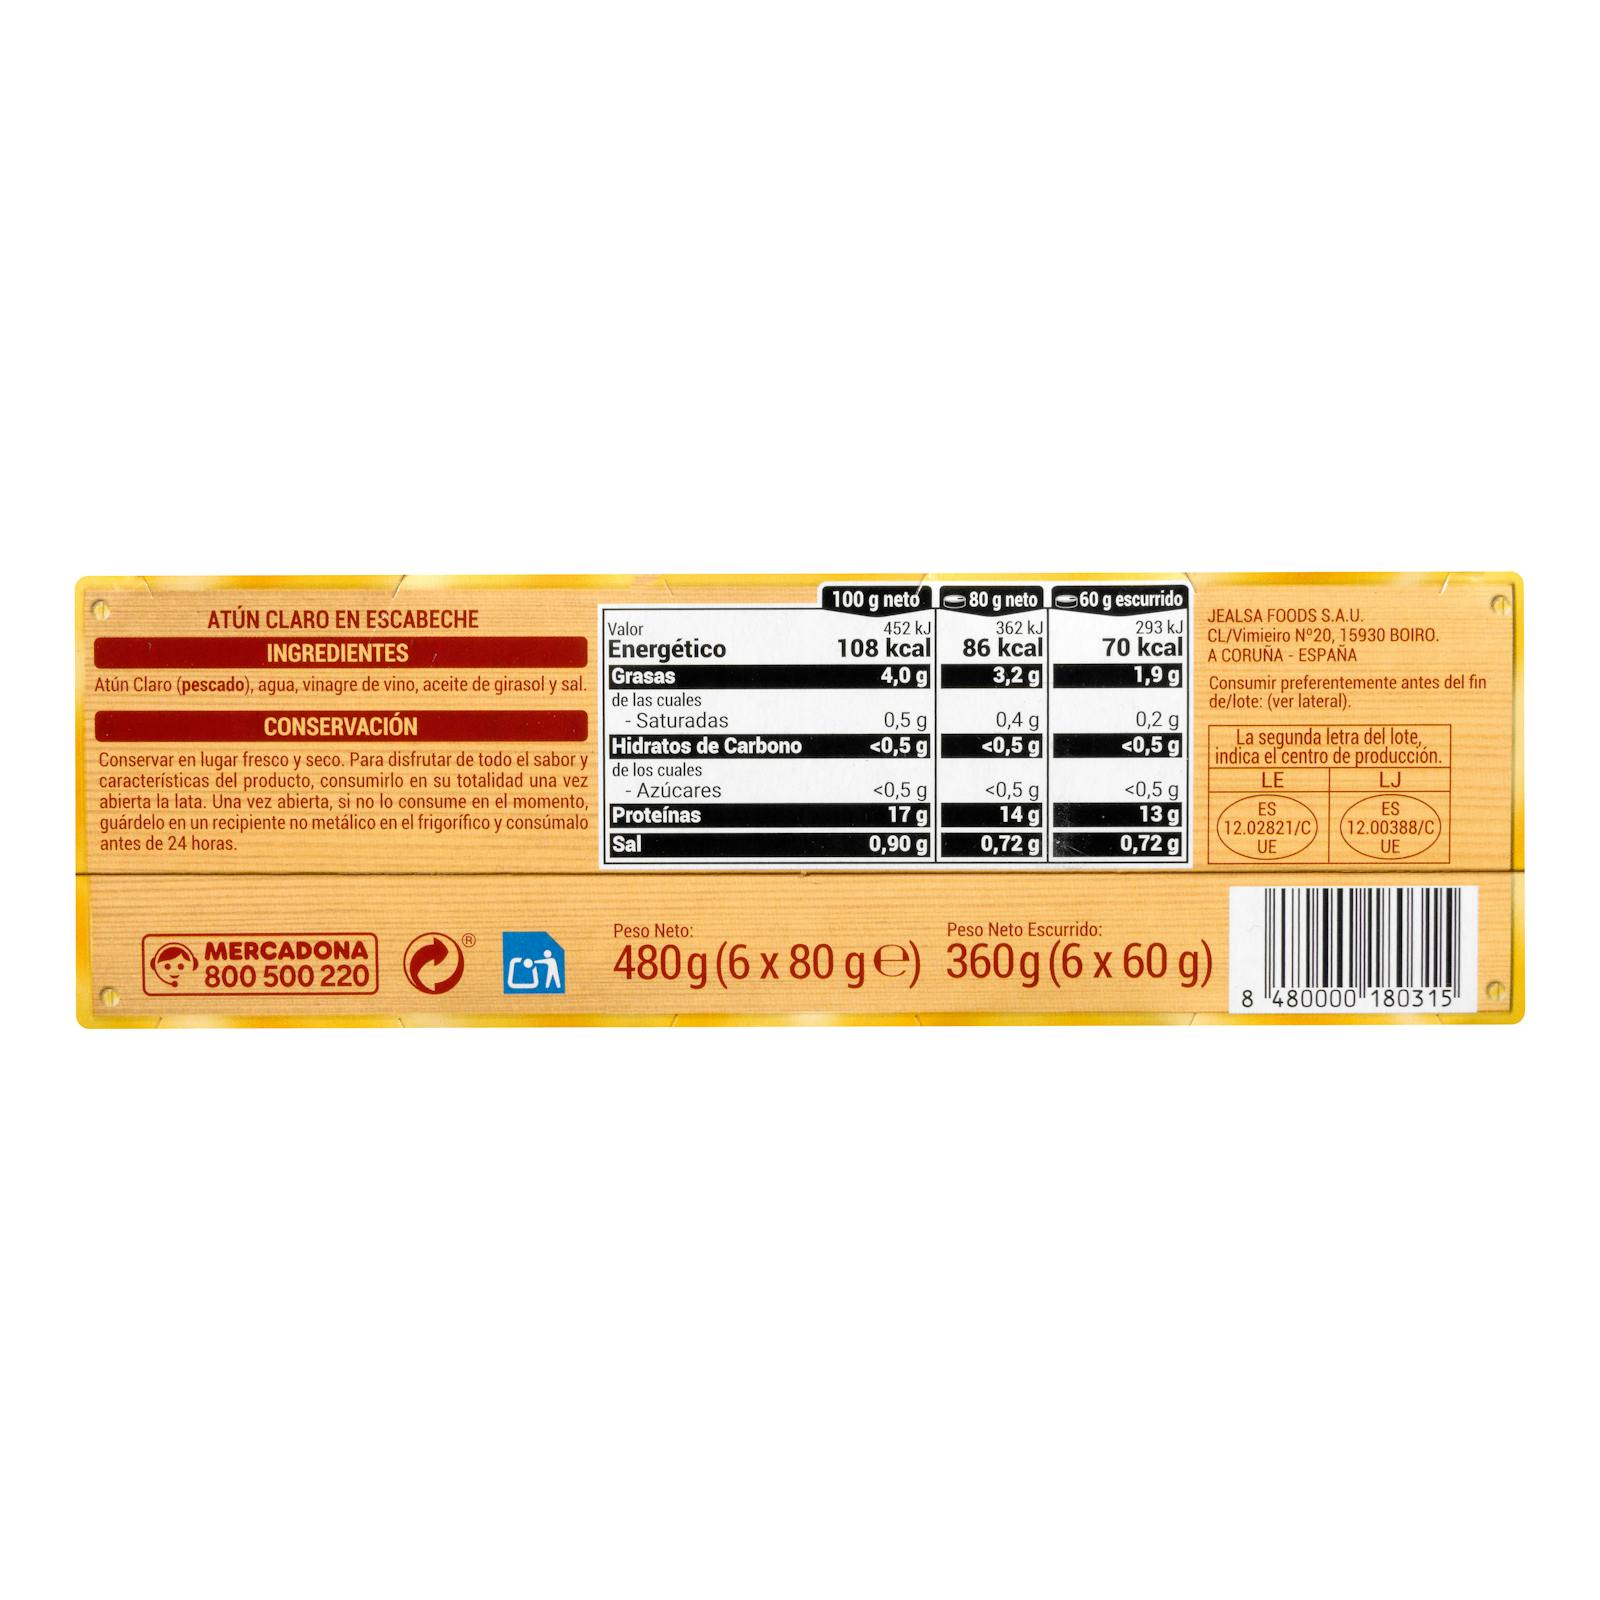 ATÚN CLARO EN ESCABECHE
INGREDIENTES
Atún Claro (pescado), agua, vinagre de vino, aceite de girasol y sal.
CONSERVACIÓN
Conservar en lugar fresco y seco. Para disfrutar de todo el sabor y
características del producto, consumirlo en su totalidad una vez
abierta la lata. Una vez abierta, si no lo consume en el momento,
guárdelo en un recipiente no metálico en el frigorífico y consúmalo
antes de 24 horas.
100 g neto 80 g neto 60 g escurrido
Valor 452 kJ 362 kJ 293 kJ
Energético 108 kcal 86 kcal 70 kcal
Grasas 4,0 g 3,2 g 1,9 g
de las cuales
- Saturadas 0,5 g 0,4 g 0,2 g
Hidratos de Carbono <0,5 g <0,5 g <0,5 g
de los cuales
- Azúcares <0,5 g <0,5 g <0,5 g
Proteínas 17 g 14 g 13 g
Sal 0,90 g 0,72 g 0,72 g
JEALSA FOODS S.A.U.
CL/Vimieiro Nº20, 15930 BOIRO.
A CORUÑA - ESPAÑA
Consumir preferentemente antes del fin
de/lote: (ver lateral).
La segunda letra del lote,
indica el centro de producción.
LE LJ
ES ES
12.02821/C 12.00388/C
UE UE
MERCADONA
800 500 220
®
Peso Neto:
480 g (6 x 80 g ℮)
Peso Neto Escurrido:
360 g (6 x 60 g)
8 480000 180315